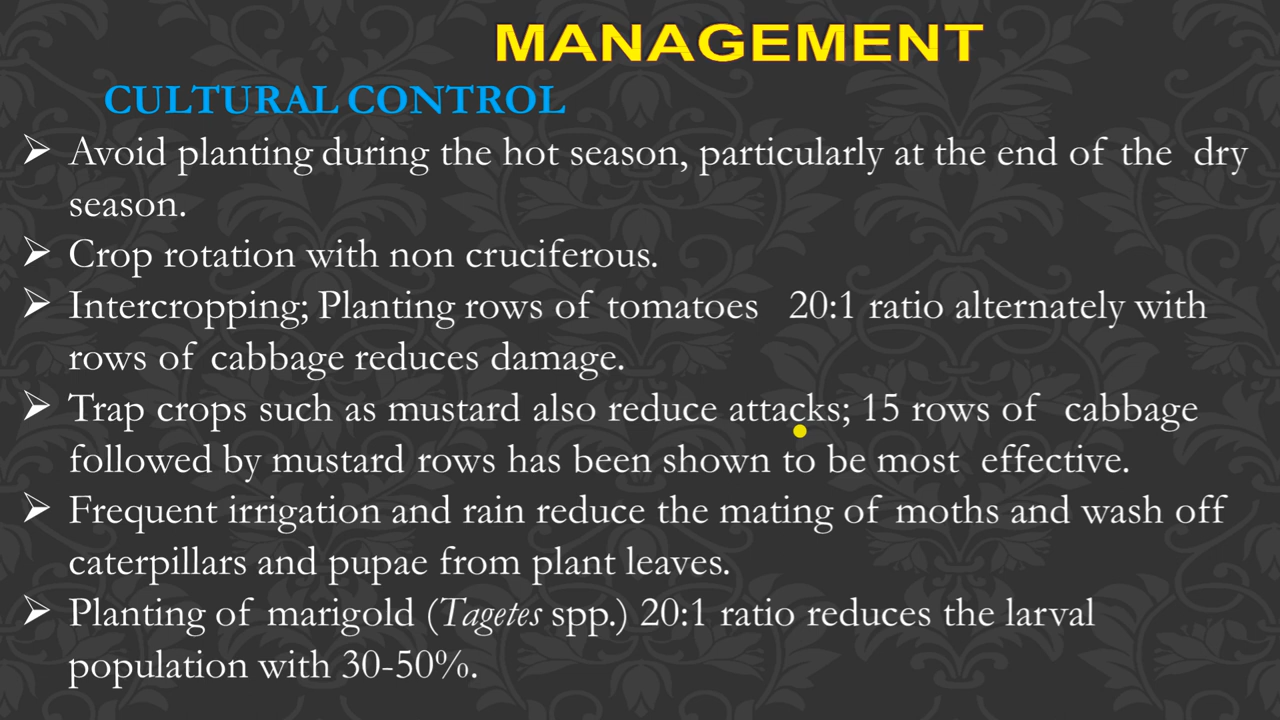 MANAGEMENT
CULTURAL CONTROL
➢ Avoid planting during the hot season, particularly at the end of the dry
season.
➢ Crop rotation with non cruciferous.
➢ Intercropping; Planting rows of tomatoes 20:1 ratio alternately with
rows of cabbage reduces damage.
➢ Trap crops such as mustard also reduce attacks; 15 rows of cabbage
followed by mustard rows has been shown to be most effective.
➢ Frequent irrigation and rain reduce the mating of moths and wash off
caterpillars and pupae from plant leaves.
➢ Planting of marigold (Tagetes spp.) 20:1 ratio reduces the larval
population with 30-50%.